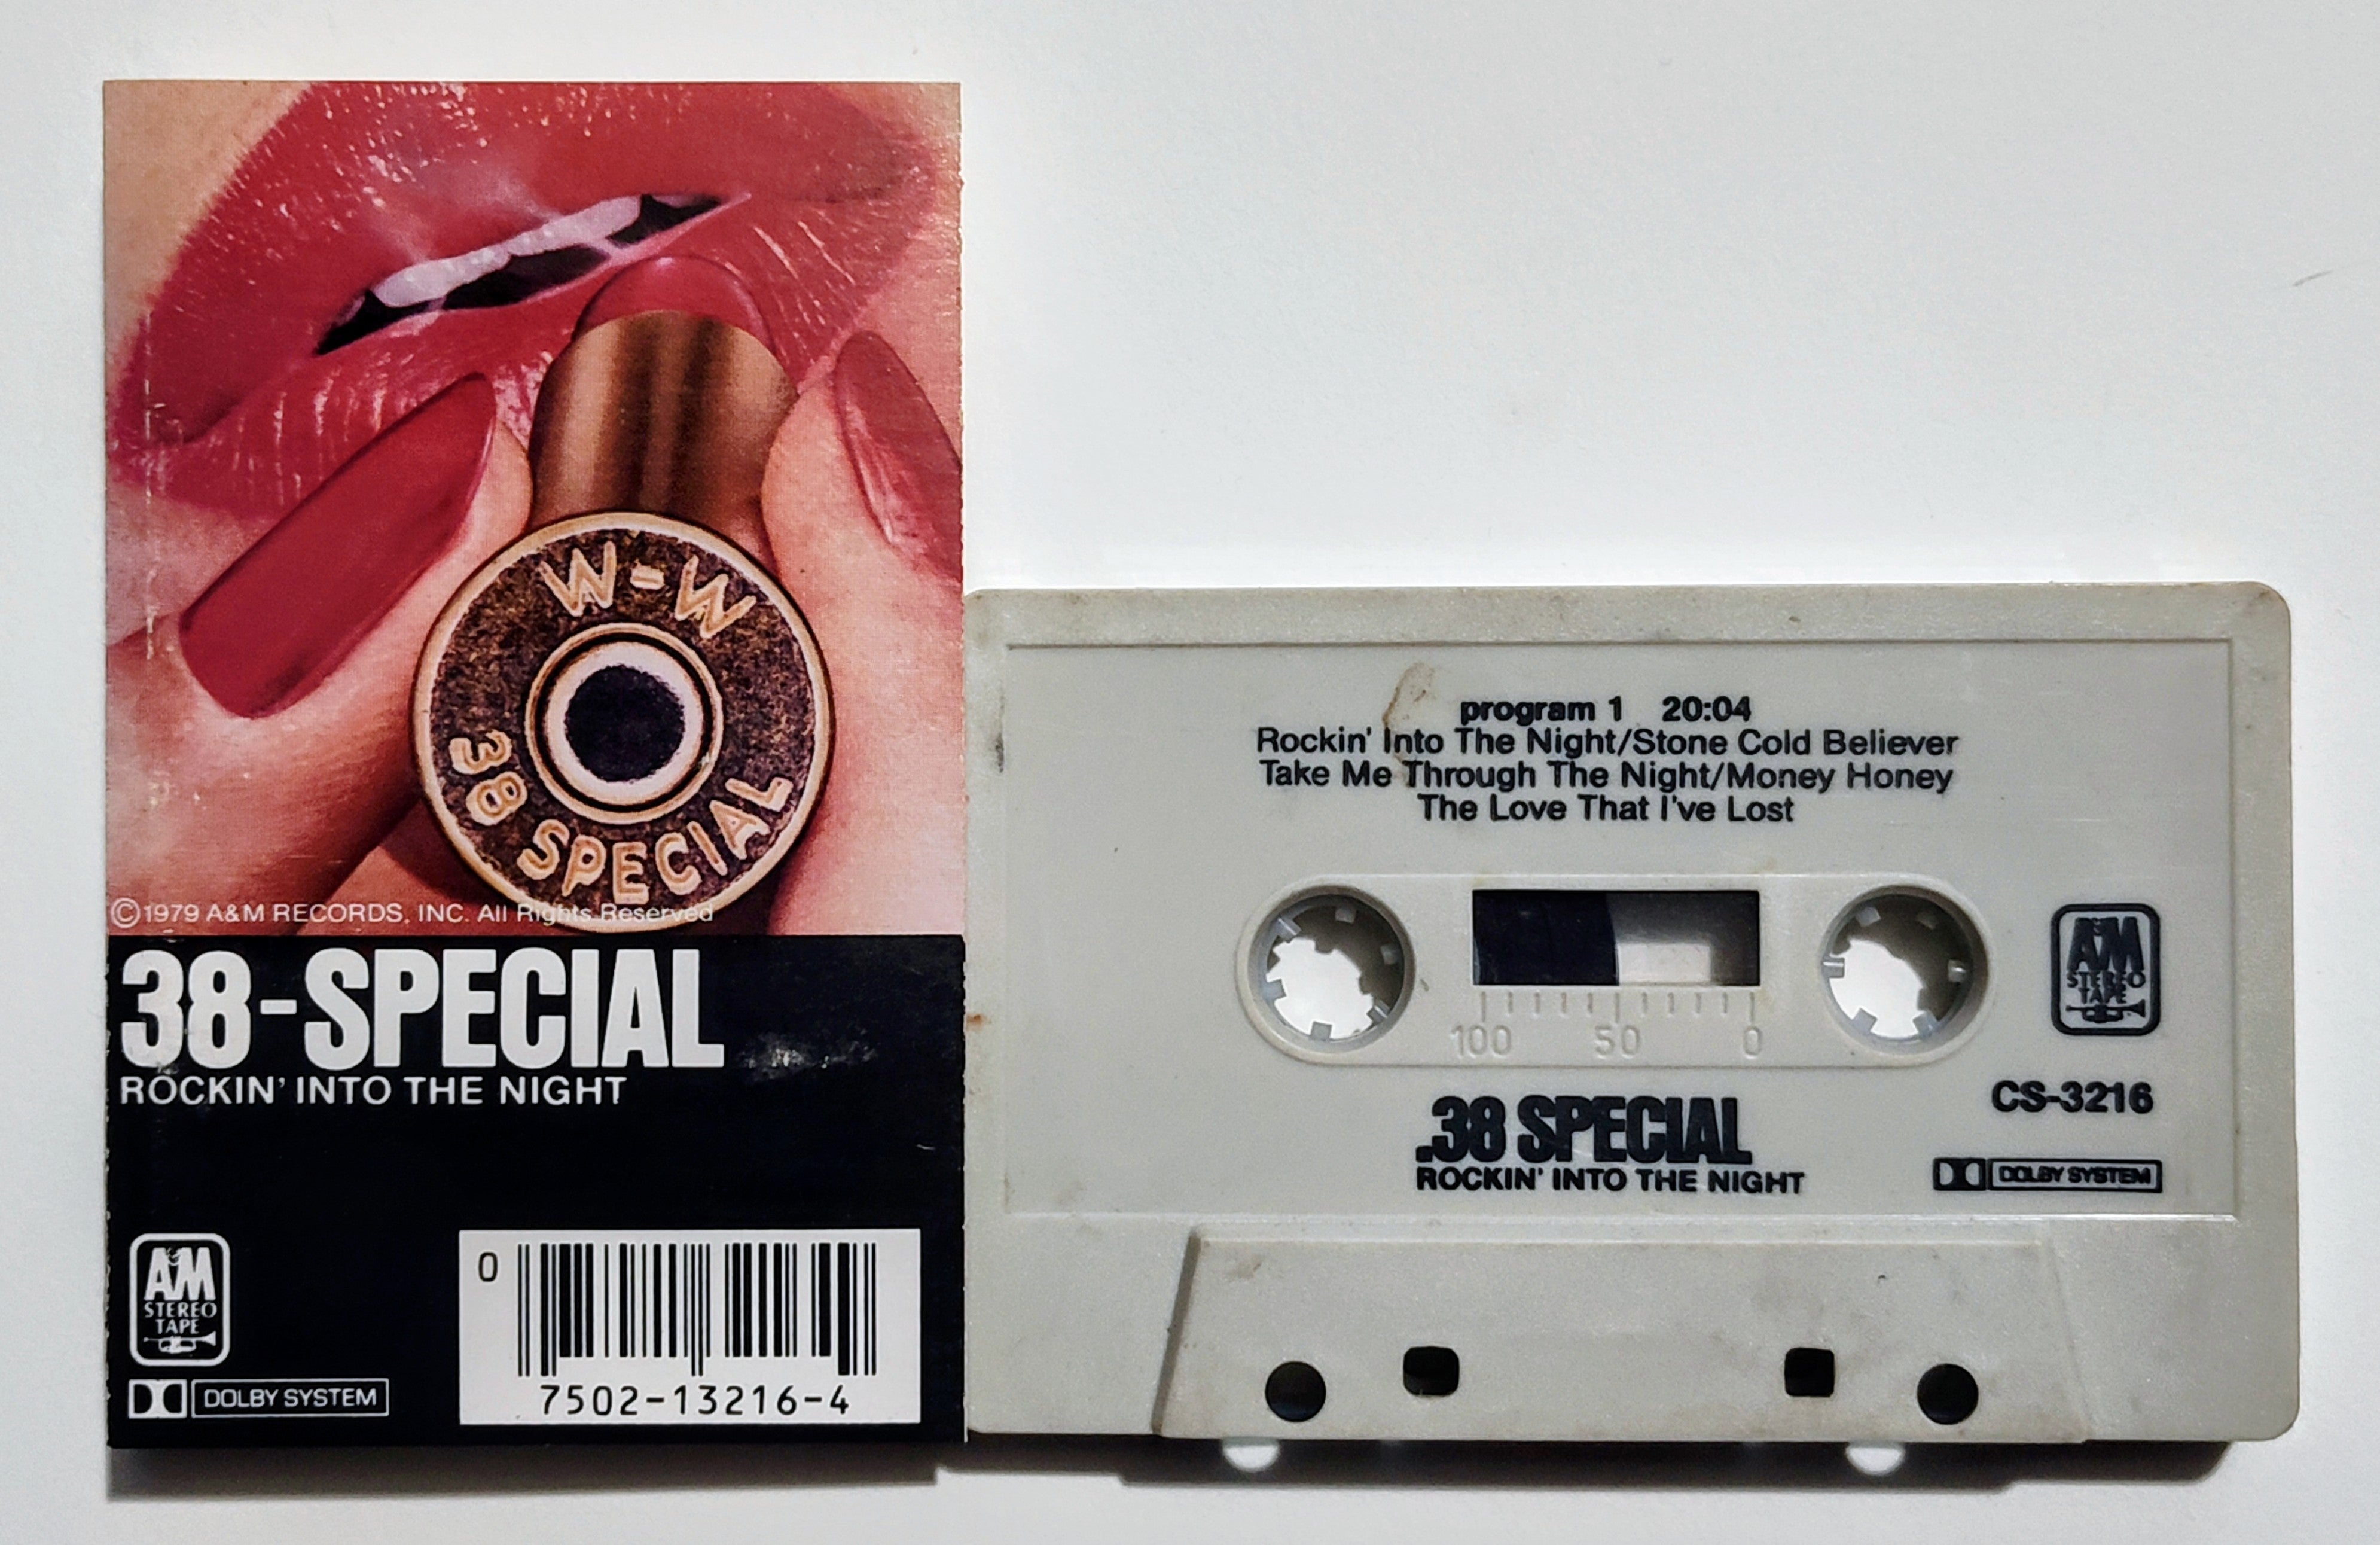 W-W
38 SPECIAL
©1979 A&M RECORDS, INC. All Rights Reserved
38-SPECIAL
ROCKIN' INTO THE NIGHT
A&M
STEREO
TAPE
DOLBY SYSTEM
0
7502-13216-4
program 1 20:04
Rockin' Into The Night/Stone Cold Believer
Take Me Through The Night/Money Honey
The Love That I've Lost
100 50 0
A&M
STEREO
TAPE
CS-3216
.38 SPECIAL
ROCKIN' INTO THE NIGHT
DOLBY SYSTEM